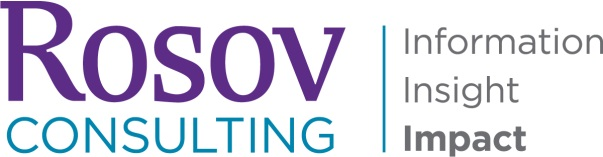 Rosov
CONSULTING
Information
Insight
Impact